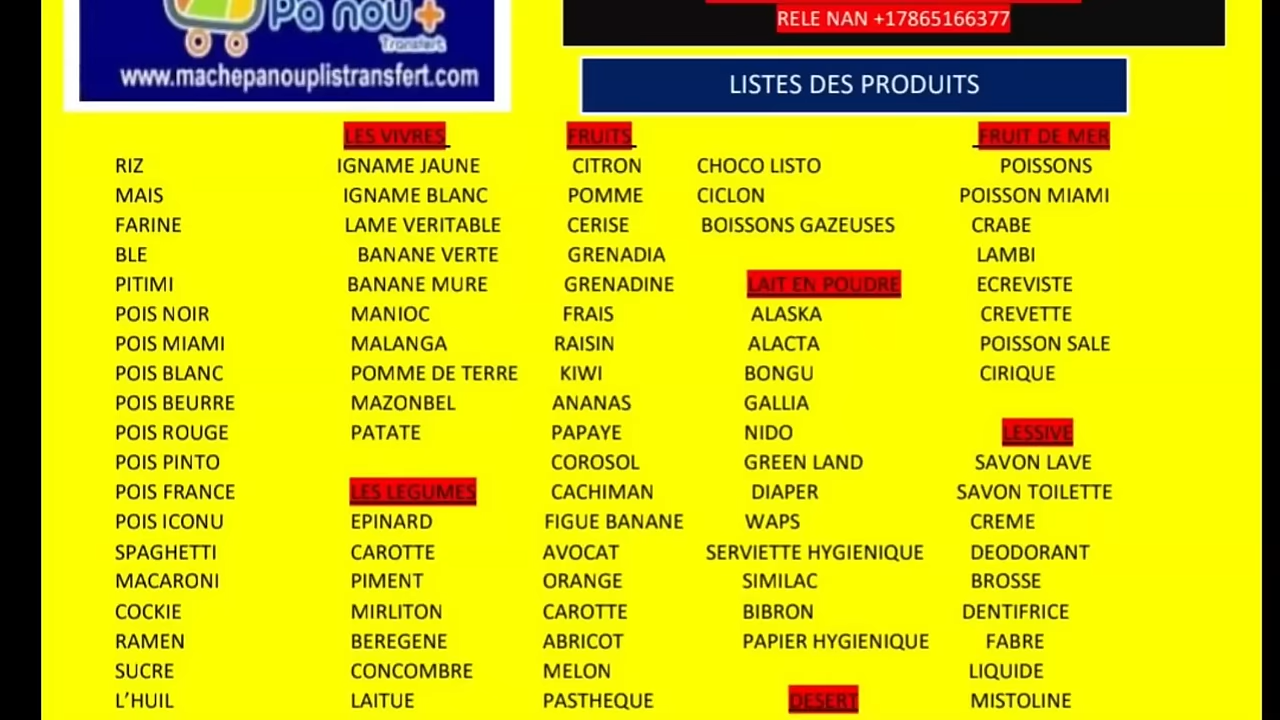 Pa nou+
Transfert
www.machepanouplistransfert.com
RELE NAN +17865166377
LISTES DES PRODUITS
LES VIVRES FRUITS FRUIT DE MER
RIZ IGNAME JAUNE CITRON CHOCO LISTO POISSONS
MAIS IGNAME BLANC POMME CICLON POISSON MIAMI
FARINE LAME VERITABLE CERISE BOISSONS GAZEUSES CRABE
BLE BANANE VERTE GRENADIA LAMBI
PITIMI BANANE MURE GRENADINE LAIT EN POUDRE ECREVISTE
POIS NOIR MANIOC FRAIS ALASKA CREVETTE
POIS MIAMI MALANGA RAISIN ALACTA POISSON SALE
POIS BLANC POMME DE TERRE KIWI BONGU CIRIQUE
POIS BEURRE MAZONBEL ANANAS GALLIA
POIS ROUGE PATATE PAPAYE NIDO LESSIVE
POIS PINTO COROSOL GREEN LAND SAVON LAVE
POIS FRANCE LES LEGUMES CACHIMAN DIAPER SAVON TOILETTE
POIS ICONU EPINARD FIGUE BANANE WAPS CREME
SPAGHETTI CAROTTE AVOCAT SERVIETTE HYGIENIQUE DEODORANT
MACARONI PIMENT ORANGE SIMILAC BROSSE
COCKIE MIRLITON CAROTTE BIBRON DENTIFRICE
RAMEN BEREGENE ABRICOT PAPIER HYGIENIQUE FABRE
SUCRE CONCOMBRE MELON LIQUIDE
L'HUIL LAITUE PASTHEQUE DESERT MISTOLINE